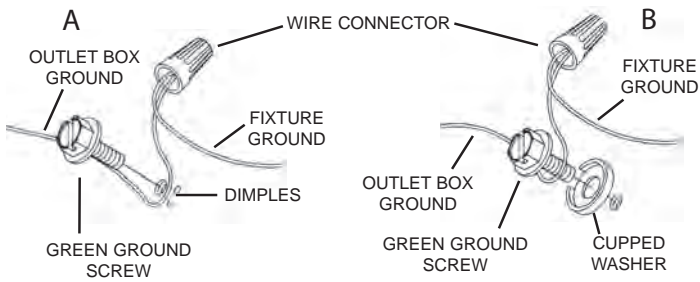 A
WIRE CONNECTOR
B
OUTLET BOX
GROUND
FIXTURE
GROUND
DIMPLES
GREEN GROUND
SCREW
FIXTURE
GROUND
OUTLET BOX
GROUND
GREEN GROUND
SCREW
CUPPED
WASHER